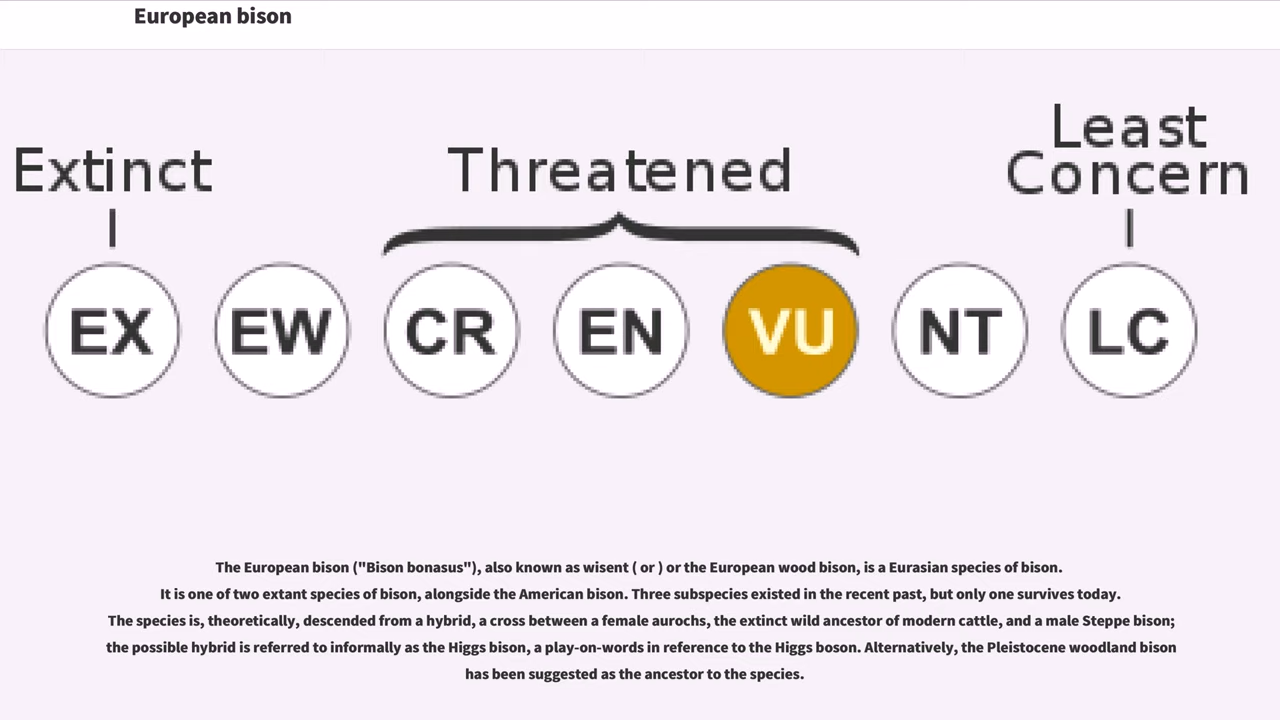 European bison
Extinct
Threatened
Least
Concern
EX EW CR EN VU NT LC
The European bison ("Bison bonasus"), also known as wisent ( or ) or the European wood bison, is a Eurasian species of bison.
It is one of two extant species of bison, alongside the American bison. Three subspecies existed in the recent past, but only one survives today.
The species is, theoretically, descended from a hybrid, a cross between a female aurochs, the extinct wild ancestor of modern cattle, and a male Steppe bison;
the possible hybrid is referred to informally as the Higgs bison, a play-on-words in reference to the Higgs boson. Alternatively, the Pleistocene woodland bison
has been suggested as the ancestor to the species.